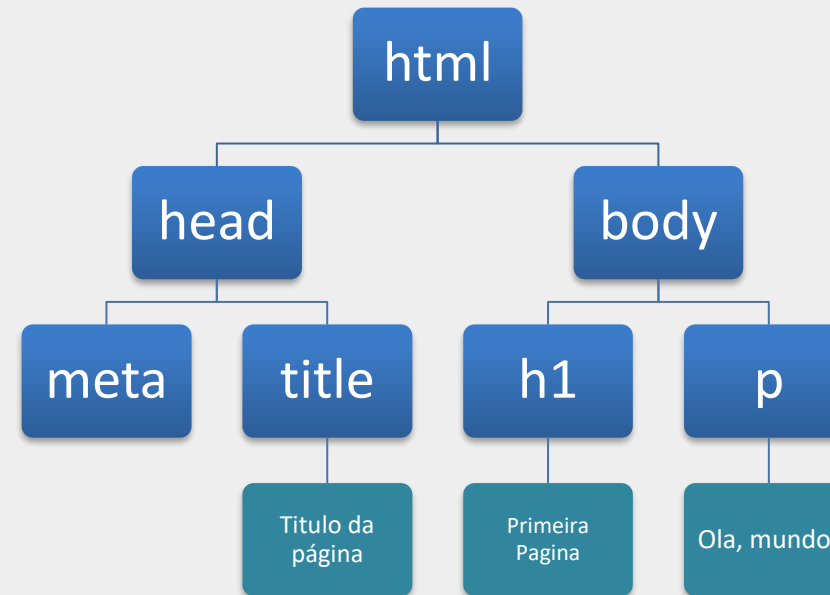 html
head
body
meta
title
h1
p
Titulo da
página
Primeira
Pagina
Ola, mundo